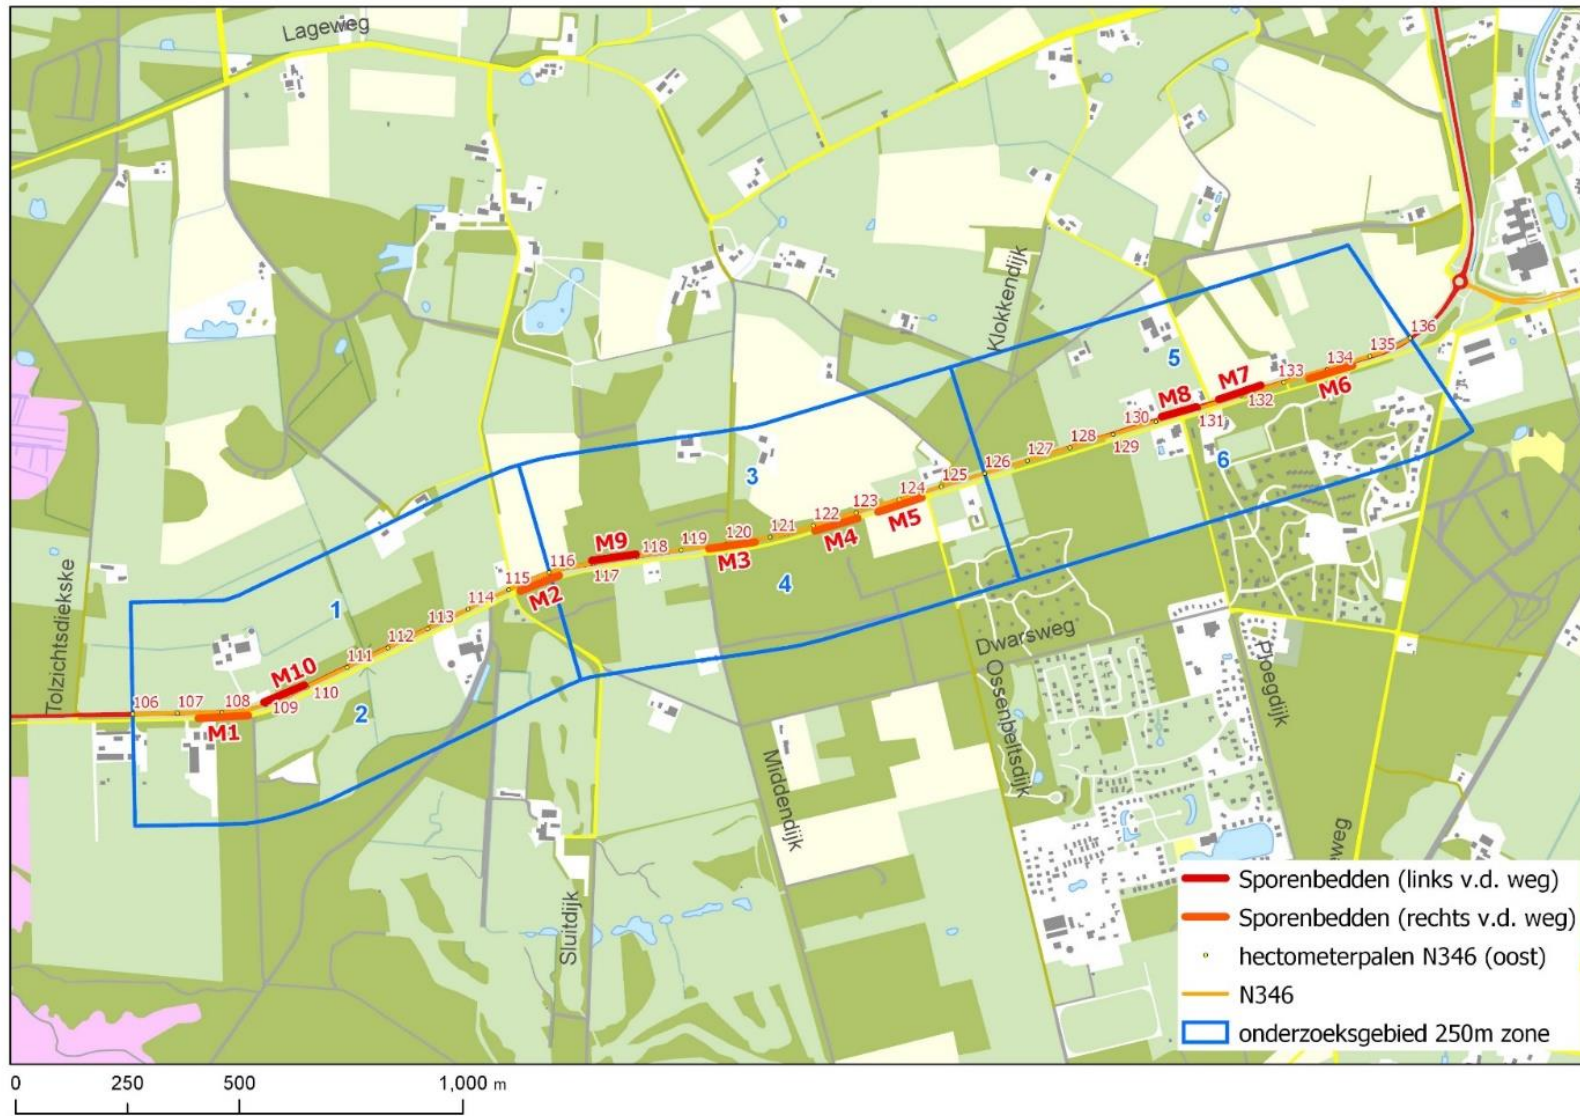 Lageweg
Klokkendijk
136
135
134
133
M6
5
M7
132
M8
131
130
129
6
128
127
126
125
124
M5
3
123
122
M4
121
120
M3
119
118
M9
117
4
116
115
M2
114
113
112
111
1
110
M10
109
2
108
107
106
M1
Tolzichtsdiekske
Dwarsweg
Ossenbeltsdijk
Ploegdijk
Middendijk
Sluitdijk
eweg
Sporenbedden (links v.d. weg)
Sporenbedden (rechts v.d. weg)
hectometerpalen N346 (oost)
N346
onderzoeksgebied 250m zone
0 250 500 1,000 m